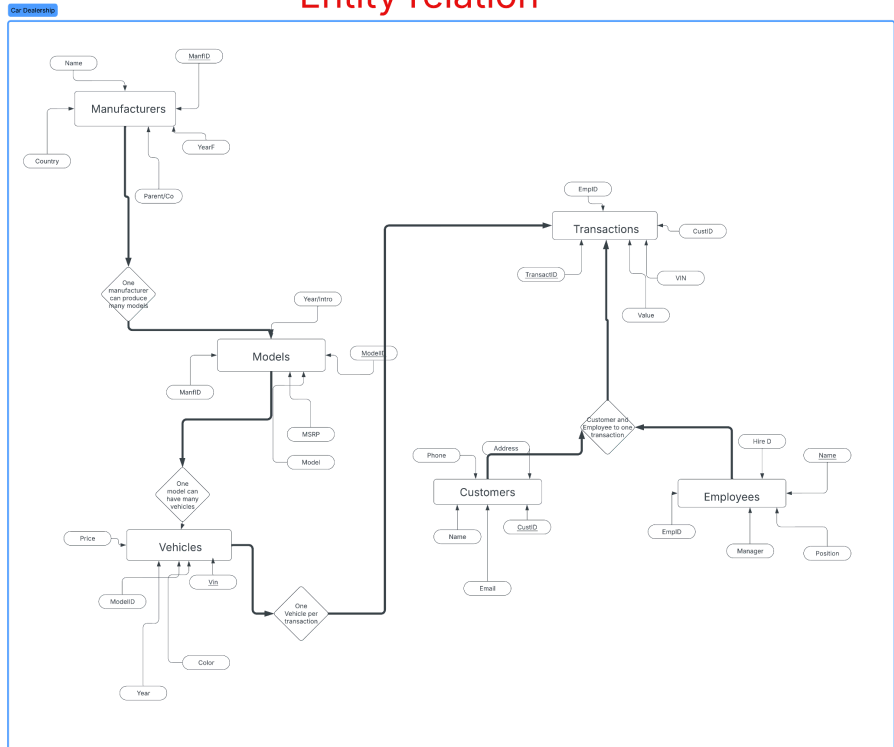 Entity relation
Car Dealership
Name
ManfID
Manufacturers
YearF
Country
Parent/Co
One
manufacturer
can produce
many models
Year/Intro
Models
ModelID
ManfID
MSRP
Model
One
model can
have many
vehicles
Price
Vehicles
Vin
ModelID
Color
Year
One
Vehicle per
transaction
EmpID
Transactions
CustID
TransactID
VIN
Value
Customer and
Employee to one
transaction
Phone
Address
Customers
Name
CustID
Email
Hire D
Name
Employees
EmpID
Manager
Position